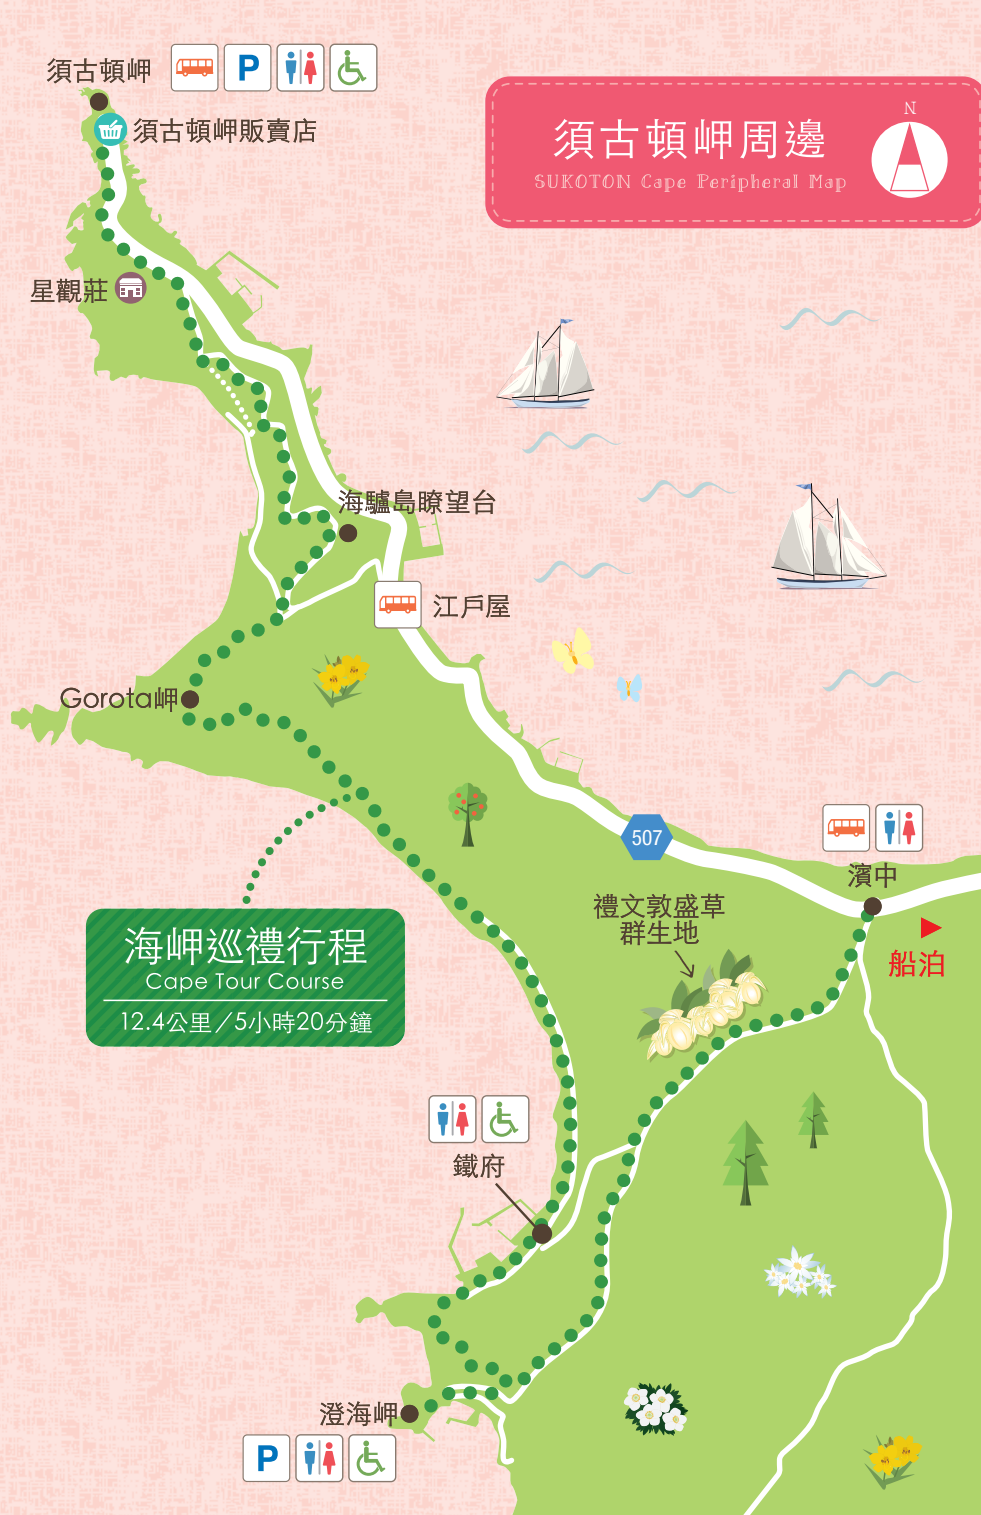 須古頓岬
P
須古頓岬販賣店
須古頓岬周邊
SUKOTON Cape Peripheral Map
N
星觀莊
海驢島瞭望台
江戶屋
Gorota岬
507
濱中
船泊
禮文敦盛草
群生地
海岬巡禮行程
Cape Tour Course
12.4公里／5小時20分鐘
鐵府
澄海岬
P